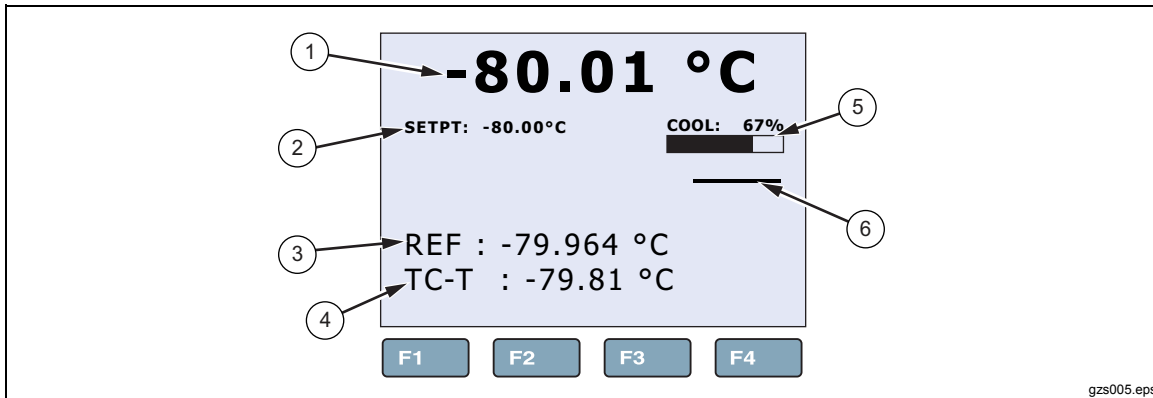 1
-80.01 °C
2
SETPT: -80.00°C
COOL: 67%
5
6
3
REF : -79.964 °C
4
TC-T : -79.81 °C
F1 F2 F3 F4
gzs005.eps